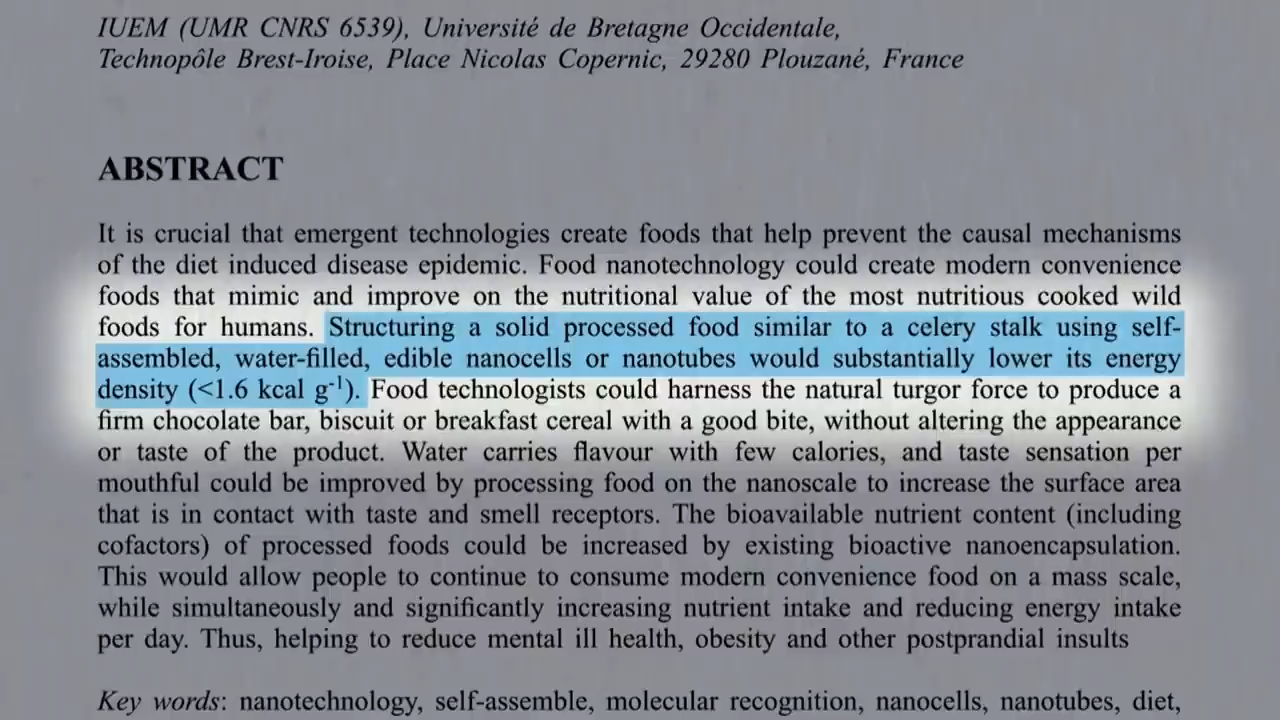 IUEM (UMR CNRS 6539), Université de Bretagne Occidentale,
Technopôle Brest-Iroise, Place Nicolas Copernic, 29280 Plouzané, France
ABSTRACT
It is crucial that emergent technologies create foods that help prevent the causal mechanisms
of the diet induced disease epidemic. Food nanotechnology could create modern convenience
foods that mimic and improve on the nutritional value of the most nutritious cooked wild
foods for humans. Structuring a solid processed food similar to a celery stalk using self-
assembled, water-filled, edible nanocells or nanotubes would substantially lower its energy
density (<1.6 kcal g⁻¹). Food technologists could harness the natural turgor force to produce a
firm chocolate bar, biscuit or breakfast cereal with a good bite, without altering the appearance
or taste of the product. Water carries flavour with few calories, and taste sensation per
mouthful could be improved by processing food on the nanoscale to increase the surface area
that is in contact with taste and smell receptors. The bioavailable nutrient content (including
cofactors) of processed foods could be increased by existing bioactive nanoencapsulation.
This would allow people to continue to consume modern convenience food on a mass scale,
while simultaneously and significantly increasing nutrient intake and reducing energy intake
per day. Thus, helping to reduce mental ill health, obesity and other postprandial insults
Key words: nanotechnology, self-assemble, molecular recognition, nanocells, nanotubes, diet,